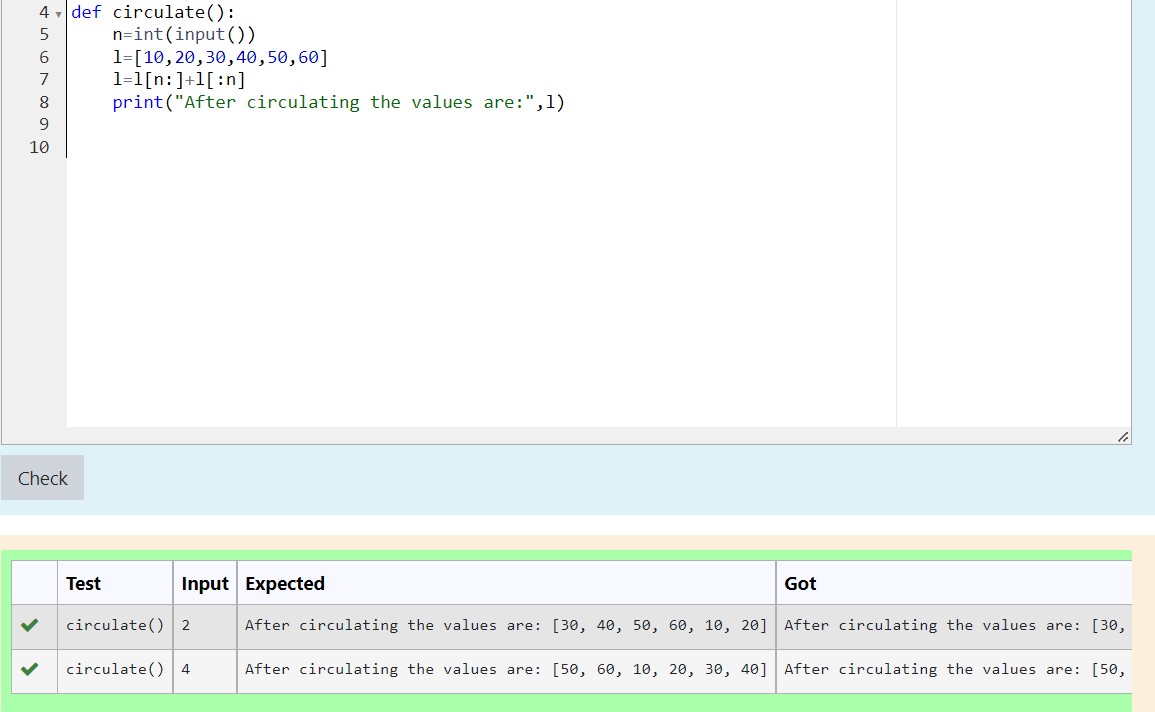 4 def circulate():
5     n=int(input())
6     l=[10,20,30,40,50,60]
7     l=l[n:]+l[:n]
8     print("After circulating the values are:",l)
9
10
Check
Test Input Expected Got
circulate() 2 After circulating the values are: [30, 40, 50, 60, 10, 20] After circulating the values are: [30,
circulate() 4 After circulating the values are: [50, 60, 10, 20, 30, 40] After circulating the values are: [50,